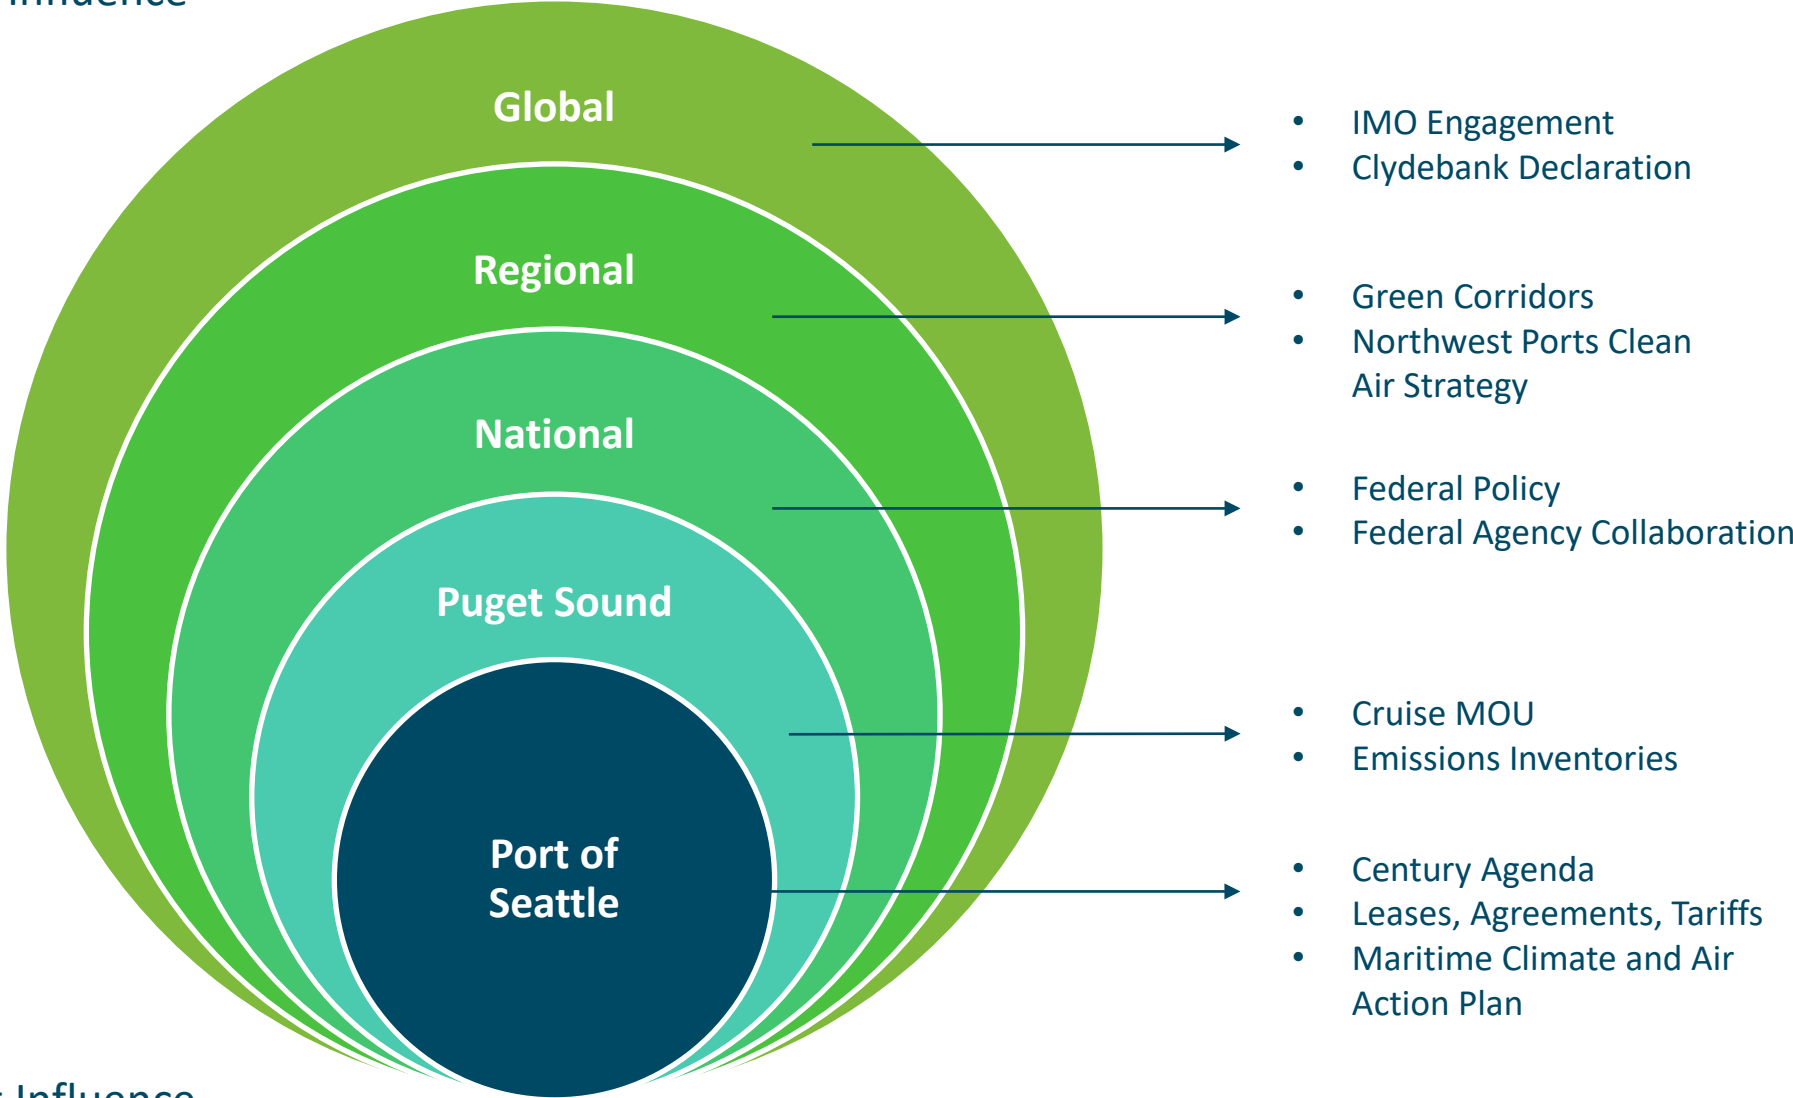 Influence
Global
• IMO Engagement
• Clydebank Declaration
Regional
• Green Corridors
• Northwest Ports Clean
Air Strategy
National
• Federal Policy
• Federal Agency Collaboration
Puget Sound
• Cruise MOU
• Emissions Inventories
Port of
Seattle
• Century Agenda
• Leases, Agreements, Tariffs
• Maritime Climate and Air
Action Plan
Influence